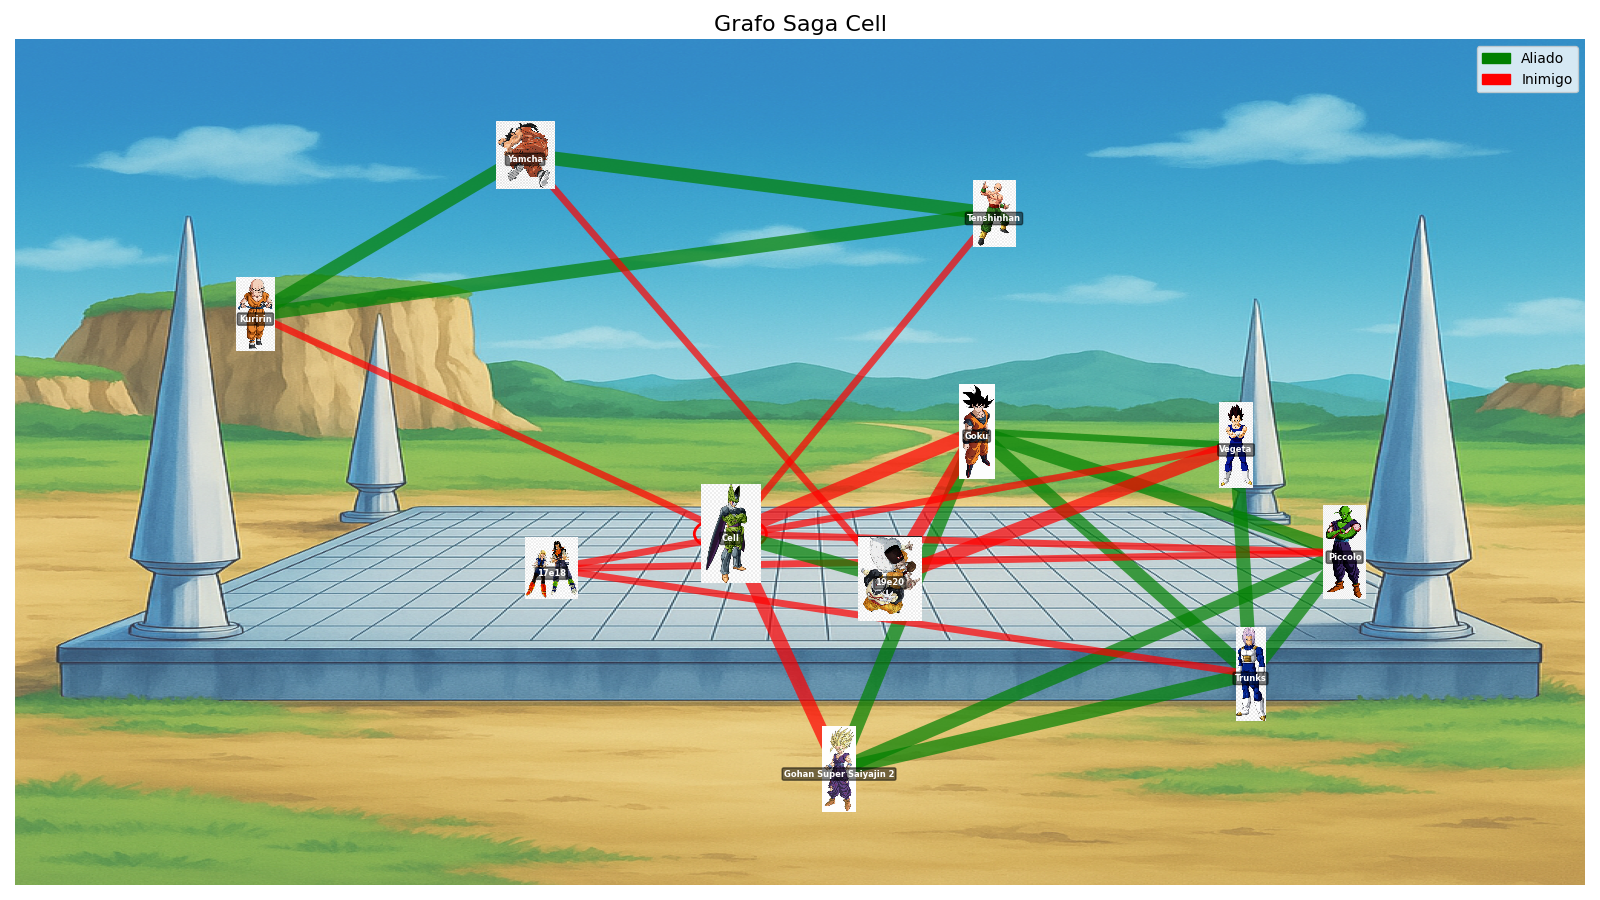 Grafo Saga Cell
Aliado
Inimigo
Yamcha
Tenshinhan
Kuririn
Goku
Vegeta
Cell
Piccolo
17e18
19e20
Trunks
Gohan Super Saiyajin 2